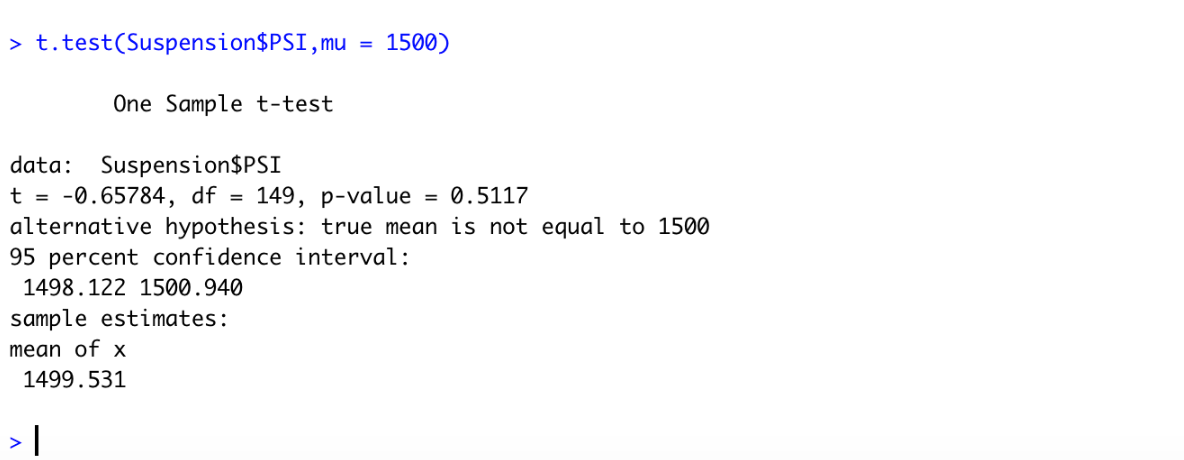 > t.test(Suspension$PSI,mu = 1500)
One Sample t-test
data:  Suspension$PSI
t = -0.65784, df = 149, p-value = 0.5117
alternative hypothesis: true mean is not equal to 1500
95 percent confidence interval:
1498.122 1500.940
sample estimates:
mean of x
1499.531
>